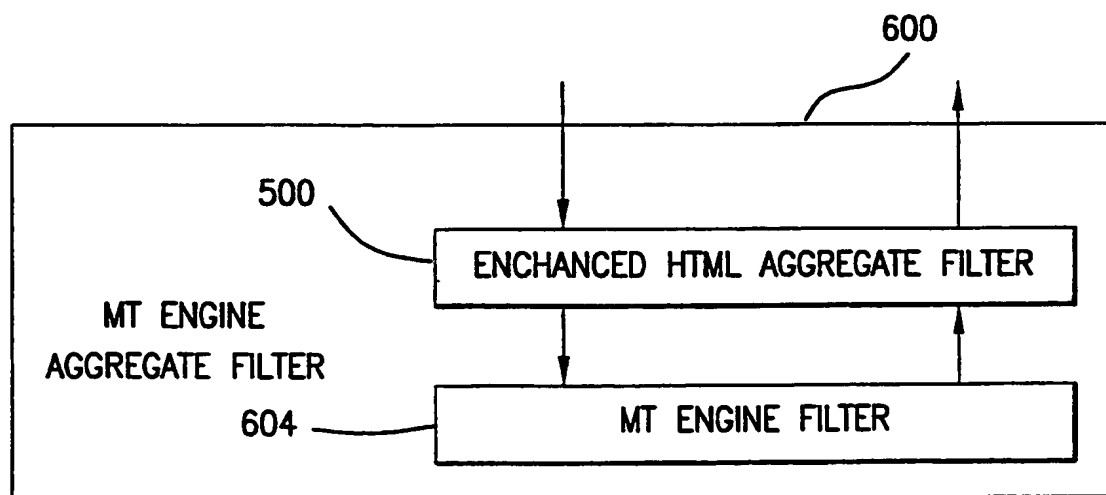 600
500
ENCHANCED HTML AGGREGATE FILTER
MT ENGINE
AGGREGATE FILTER
604
MT ENGINE FILTER